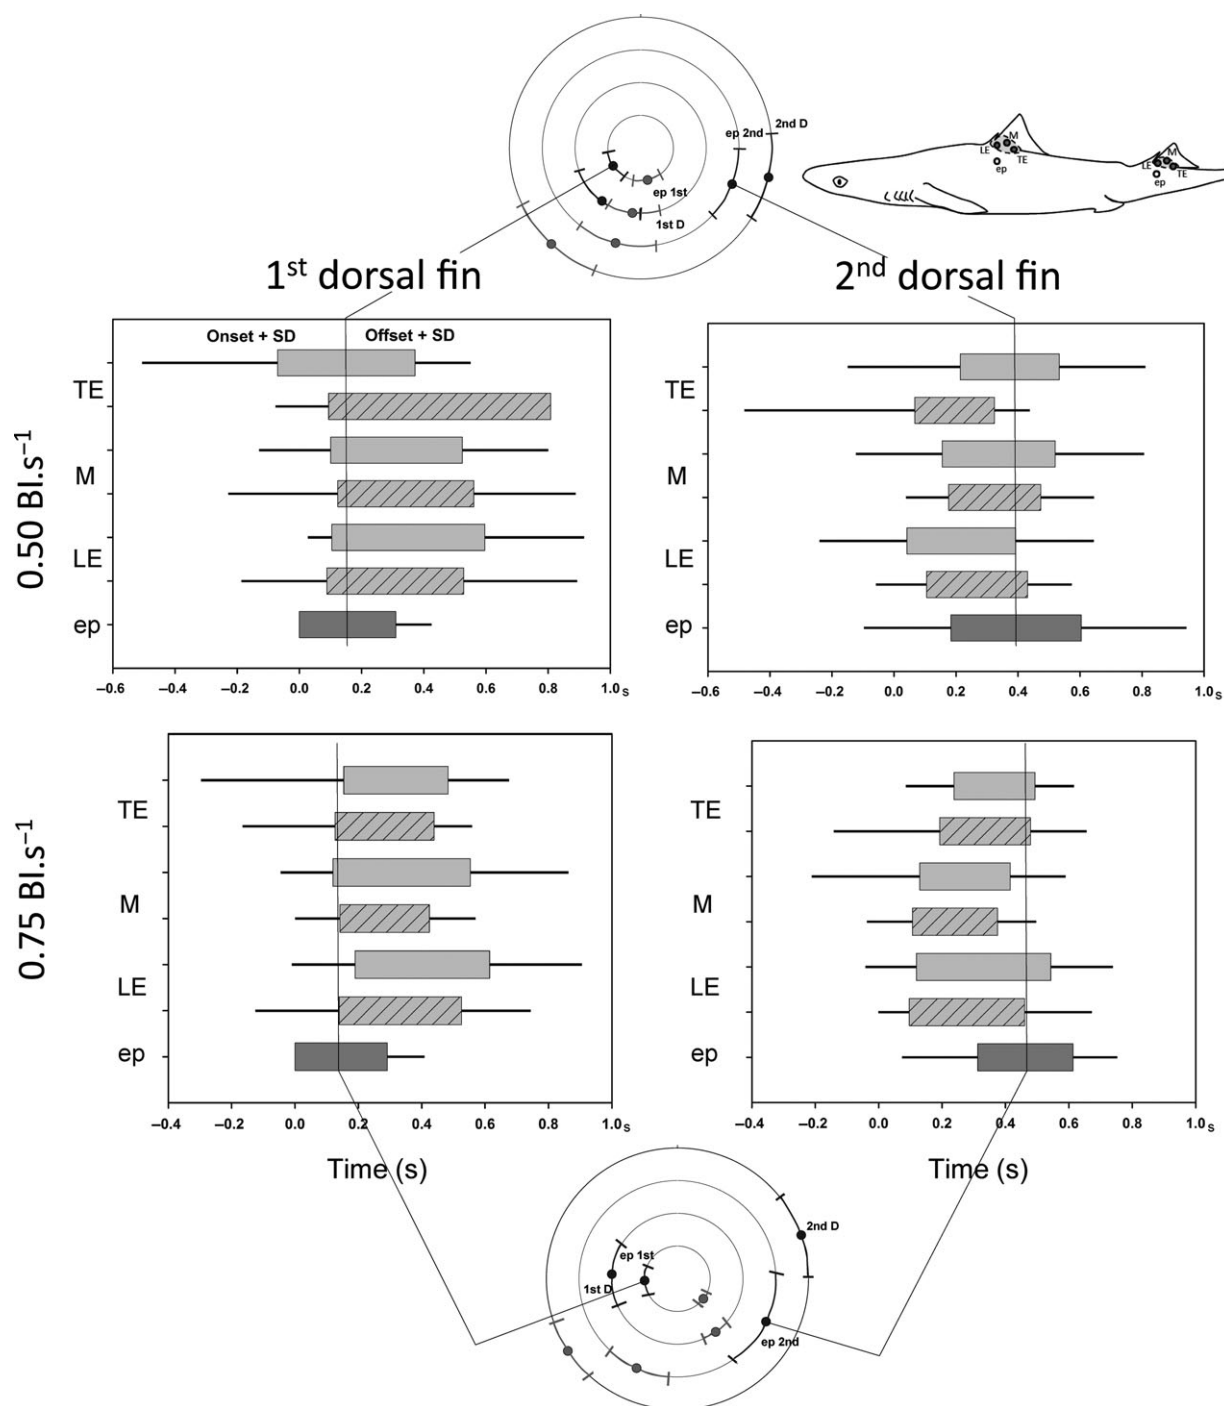 ep 2nd 2nd D
ep 1st
1st D
LE M TE
ep
LE M TE
ep
1st dorsal fin
2nd dorsal fin
0.50 Bl.s–1
Onset + SD Offset + SD
TE
M
LE
ep
–0.6 –0.4 –0.2 0.0 0.2 0.4 0.6 0.8 1.0 s
TE
M
LE
ep
–0.6 –0.4 –0.2 0.0 0.2 0.4 0.6 0.8 1.0 s
0.75 Bl.s–1
TE
M
LE
ep
–0.4 –0.2 0.0 0.2 0.4 0.6 0.8 1.0 s
Time (s)
TE
M
LE
ep
–0.4 –0.2 0.0 0.2 0.4 0.6 0.8 1.0 s
Time (s)
2nd D
ep 1st
1st D
ep 2nd